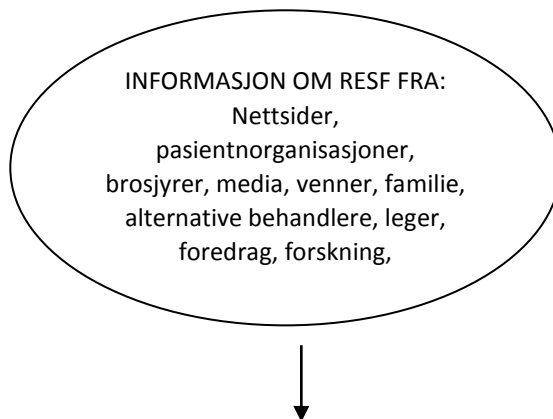 INFORMASJON OM RESF FRA:
Nettsider,
pasientnorganisasjoner,
brosjyrer, media, venner, familie,
alternative behandlere, leger,
foredrag, forskning,